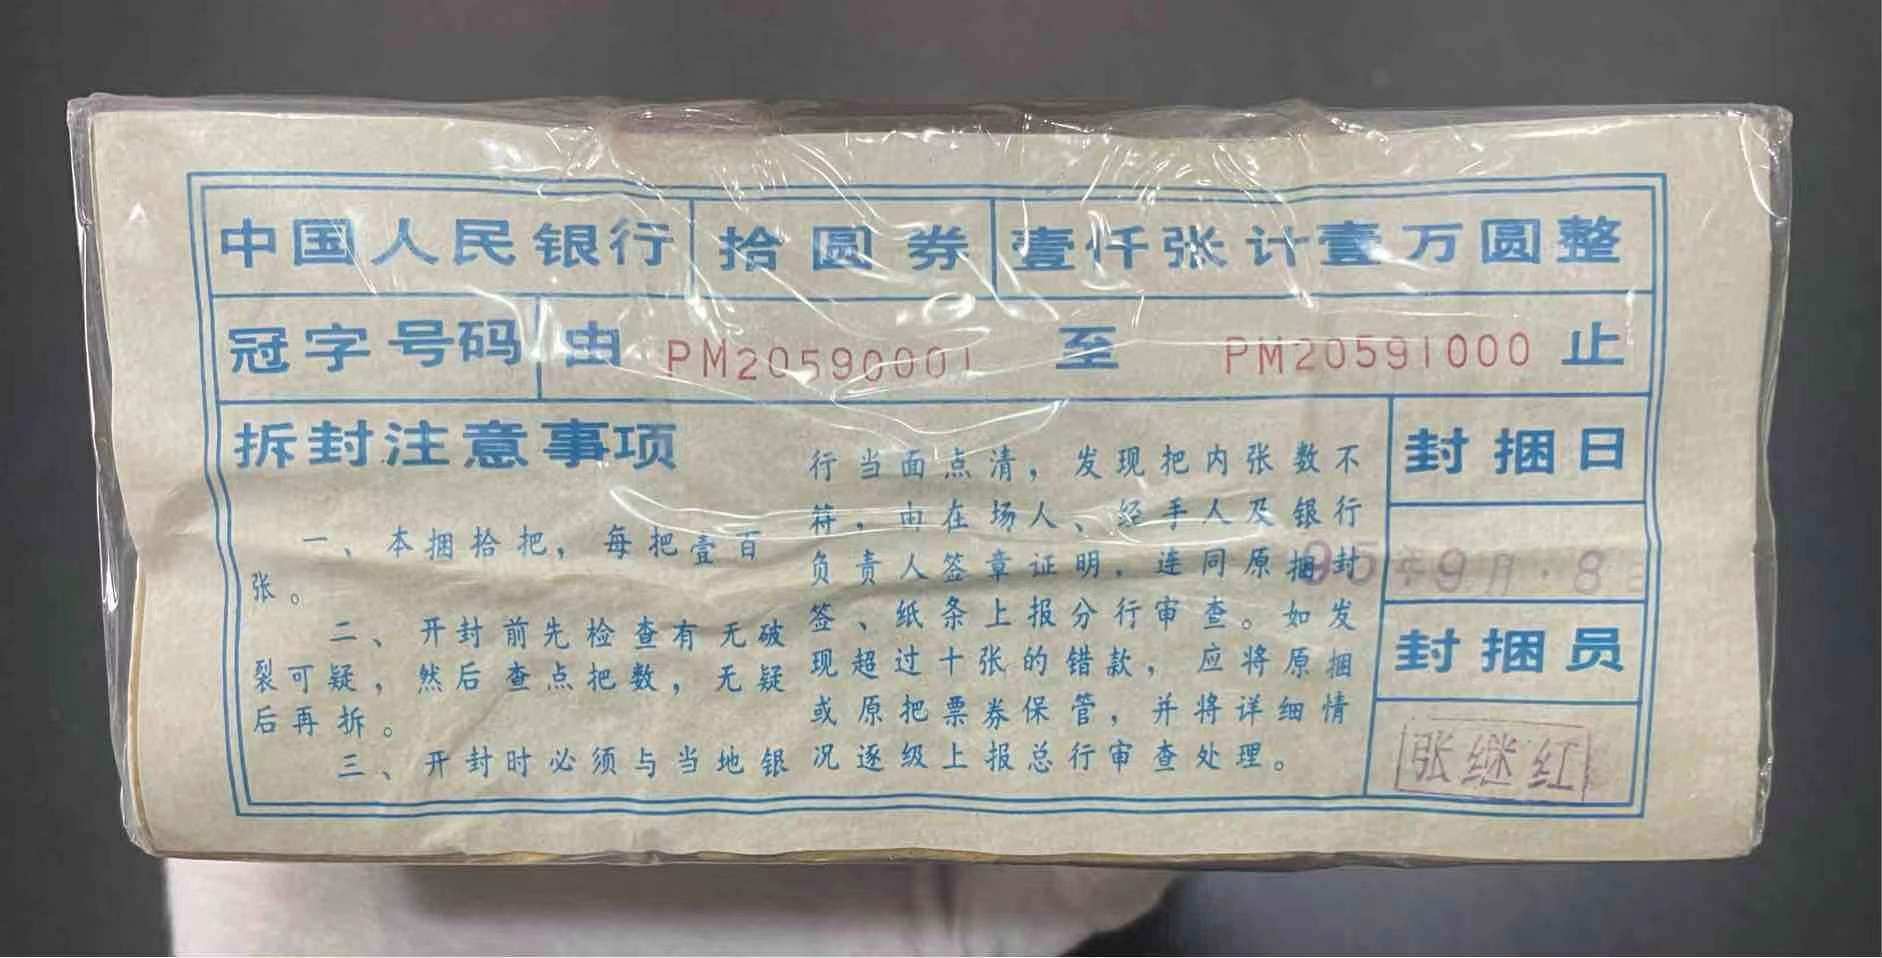 中国人民银行 拾圆券 壹仟张计壹万圆整
冠字号码 由 PM20590001 至 PM20591000 止
拆封注意事项
一、本捆拾把，每把壹百
张。
二、开封前先检查有无破
裂可疑，然后查点把数，无疑
后再拆。
三、开封时必须与当地银
行当面点清，发现把内张数不
符，由在场人、经手人及银行
负责人签章证明，连同原捆封
签、纸条上报分行审查。如发
现超过十张的错款，应将原捆
或原把票券保管，并将详细情
况逐级上报总行审查处理。
封捆日
95年9月·8日
封捆员
张继红